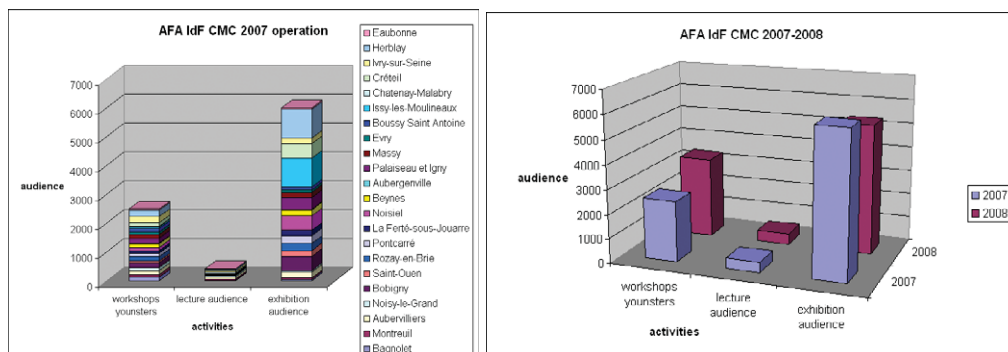 AFA IdF CMC 2007 operation
7000
6000
5000
4000
3000
2000
1000
0
audience
workshops younsters
lecture audience
exhibition audience
activities
Eaubonne
Herblay
Ivry-sur-Seine
Créteil
Chatenay-Malabry
Issy-les-Moulineaux
Boussy Saint Antoine
Evry
Massy
Palaiseau et Igny
Aubergenville
Beynes
Noisiel
La Ferté-sous-Jouarre
Pontcarré
Rozay-en-Brie
Saint-Ouen
Bobigny
Noisy-le-Grand
Aubervilliers
Montreuil
Bagnolet
AFA IdF CMC 2007-2008
7000
6000
5000
4000
3000
2000
1000
0
audience
workshops
younsters
lecture
audience
exhibition
audience
activities
2007
2008
2007
2008